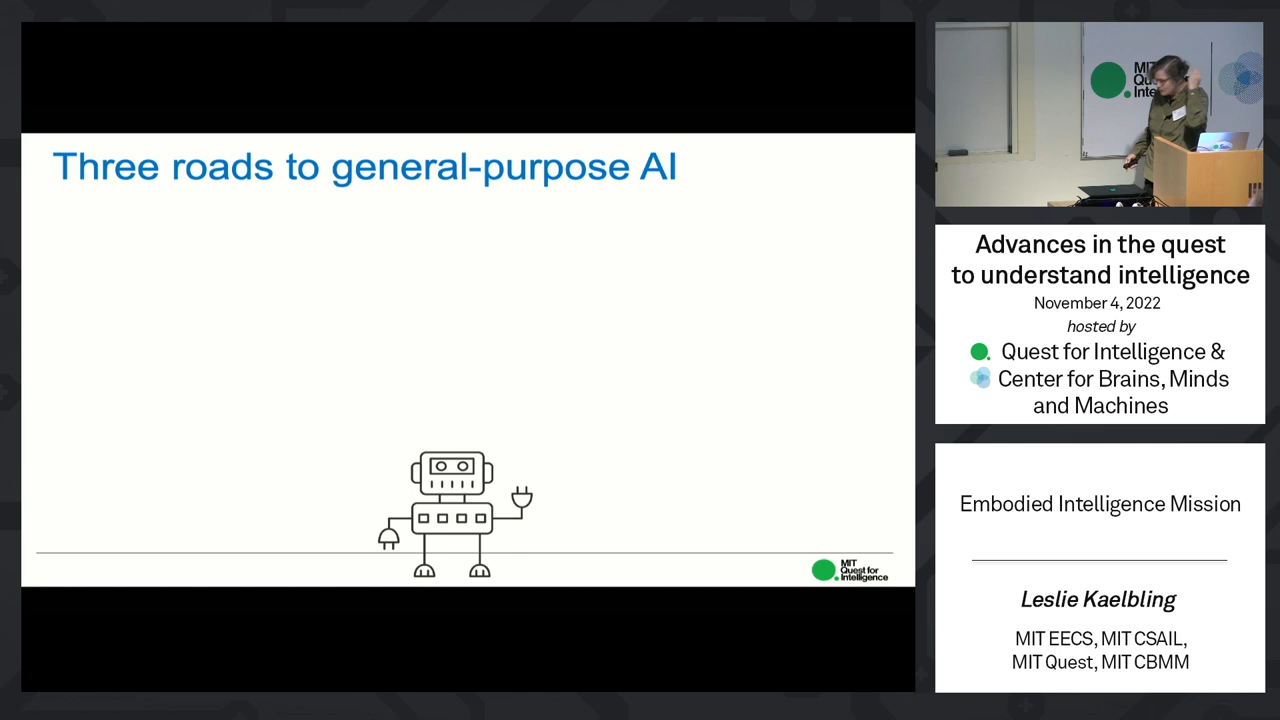 Three roads to general-purpose AI
MIT
Quest for
Intelligence
MIT
Advances in the quest
to understand intelligence
November 4, 2022
hosted by
Quest for Intelligence &
Center for Brains, Minds
and Machines
Embodied Intelligence Mission
Leslie Kaelbling
MIT EECS, MIT CSAIL,
MIT Quest, MIT CBMM